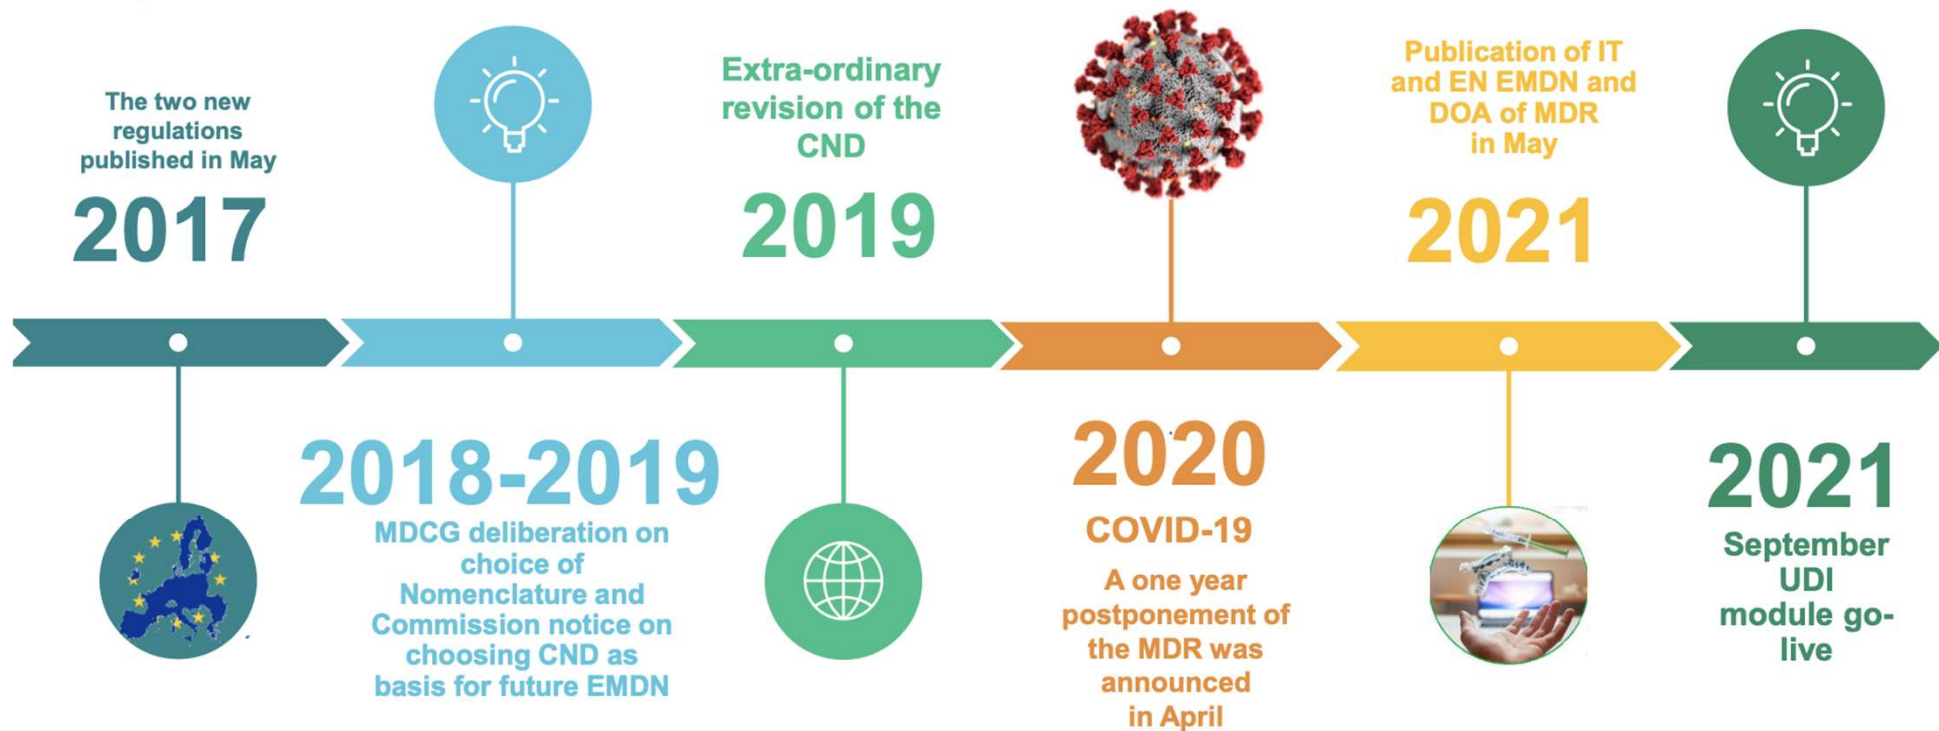 The two new
regulations
published in May
2017
2018-2019
MDCG deliberation on
choice of
Nomenclature and
Commission notice on
choosing CND as
basis for future EMDN
Extra-ordinary
revision of the
CND
2019
2020
COVID-19
A one year
postponement of
the MDR was
announced
in April
Publication of IT
and EN EMDN and
DOA of MDR
in May
2021
2021
September
UDI
module go-
live